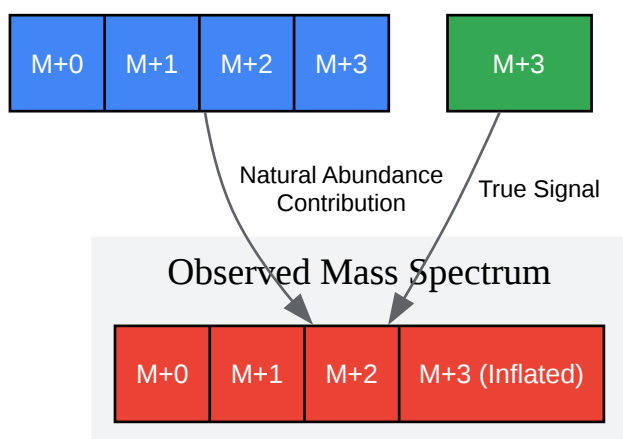 M+0 M+1 M+2 M+3 M+3
Natural Abundance
Contribution
True Signal
Observed Mass Spectrum
M+0 M+1 M+2 M+3 (Inflated)